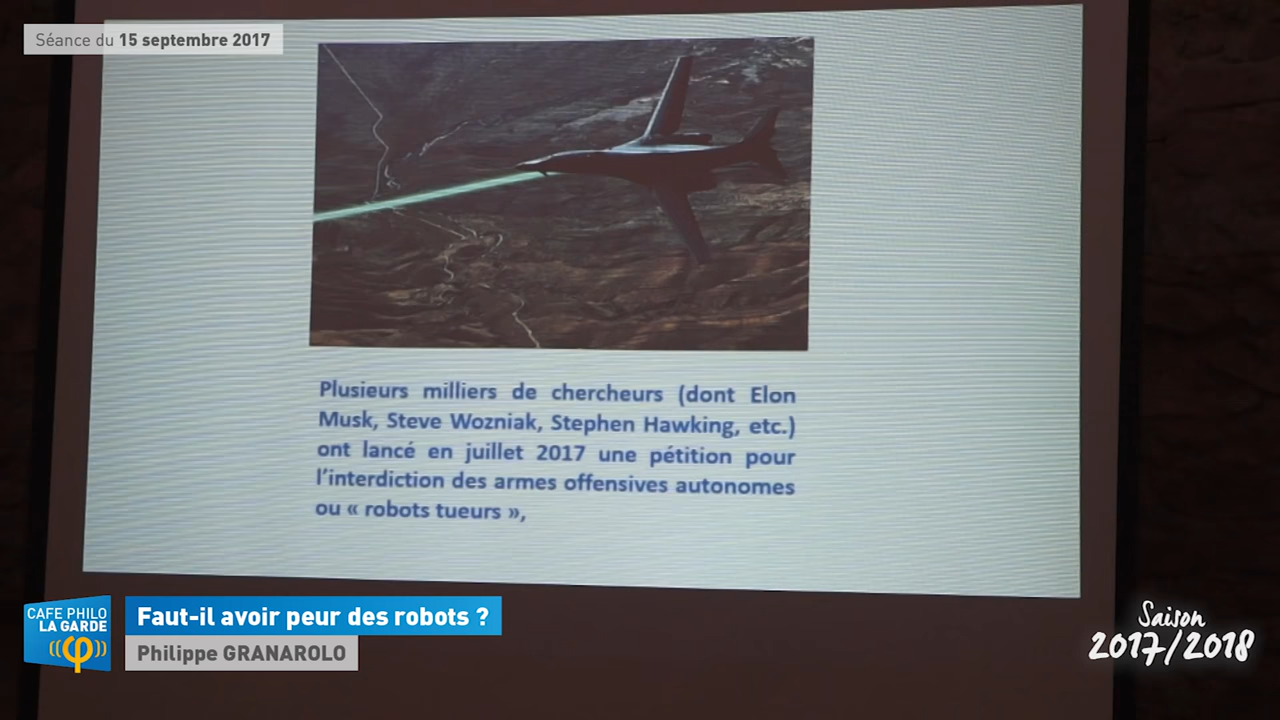 Séance du 15 septembre 2017
Plusieurs milliers de chercheurs (dont Elon
Musk, Steve Wozniak, Stephen Hawking, etc.)
ont lancé en juillet 2017 une pétition pour
l'interdiction des armes offensives autonomes
ou « robots tueurs »,
CAFE PHILO
LA GARDE
φ
Faut-il avoir peur des robots ?
Philippe GRANAROLO
Saison
2017/2018